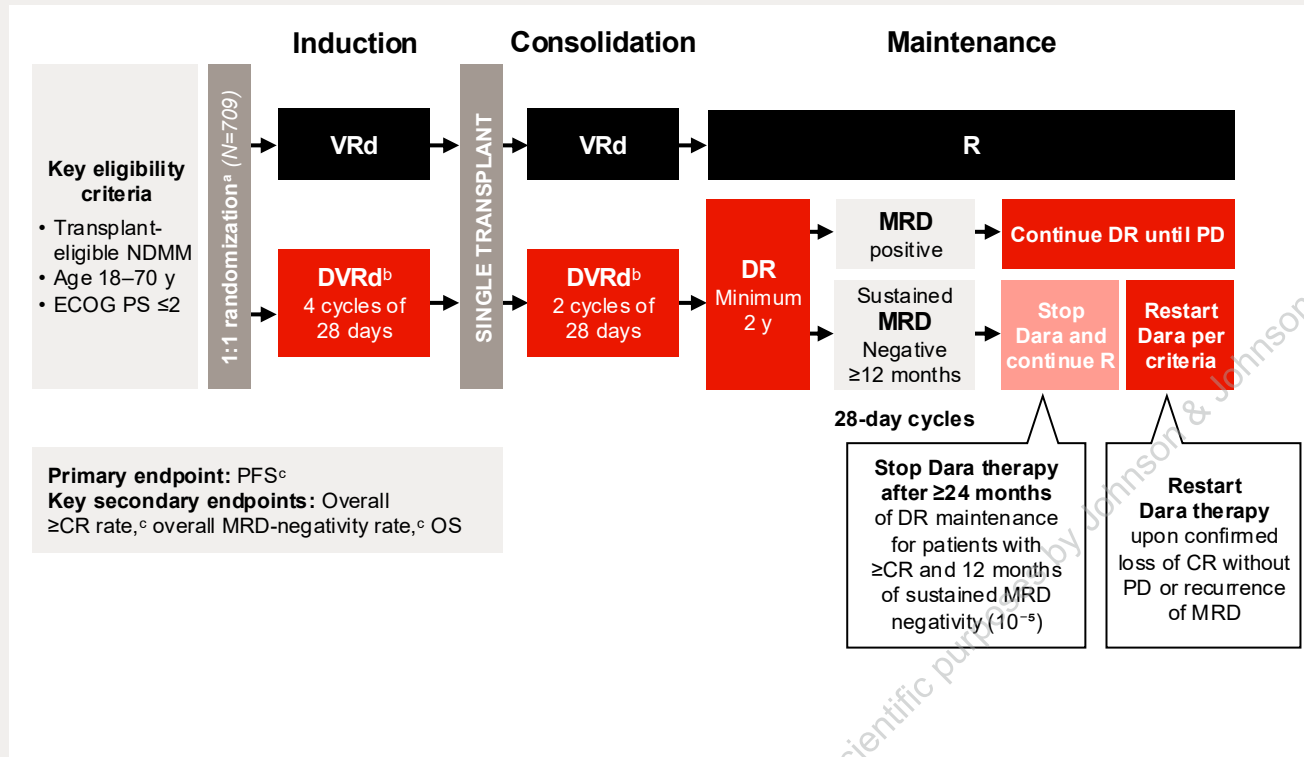 Induction
Consolidation
Maintenance
Key eligibility
criteria
• Transplant-
eligible NDMM
• Age 18–70 y
• ECOG PS ≤2
1:1 randomizationᵃ (N=709)
VRd
DVRdᵇ
4 cycles of
28 days
SINGLE TRANSPLANT
VRd
DVRdᵇ
2 cycles of
28 days
R
DR
Minimum
2 y
MRD
positive
Continue DR until PD
Sustained
MRD
Negative
≥12 months
Stop
Dara and
continue R
Restart
Dara per
criteria
28-day cycles
Stop Dara therapy
after ≥24 months
of DR maintenance
for patients with
≥CR and 12 months
of sustained MRD
negativity (10⁻⁵)
Restart
Dara therapy
upon confirmed
loss of CR without
PD or recurrence
of MRD
Primary endpoint: PFSᶜ
Key secondary endpoints: Overall
≥CR rate,ᶜ overall MRD-negativity rate,ᶜ OS
scientific purposes by Johnson & Johnson